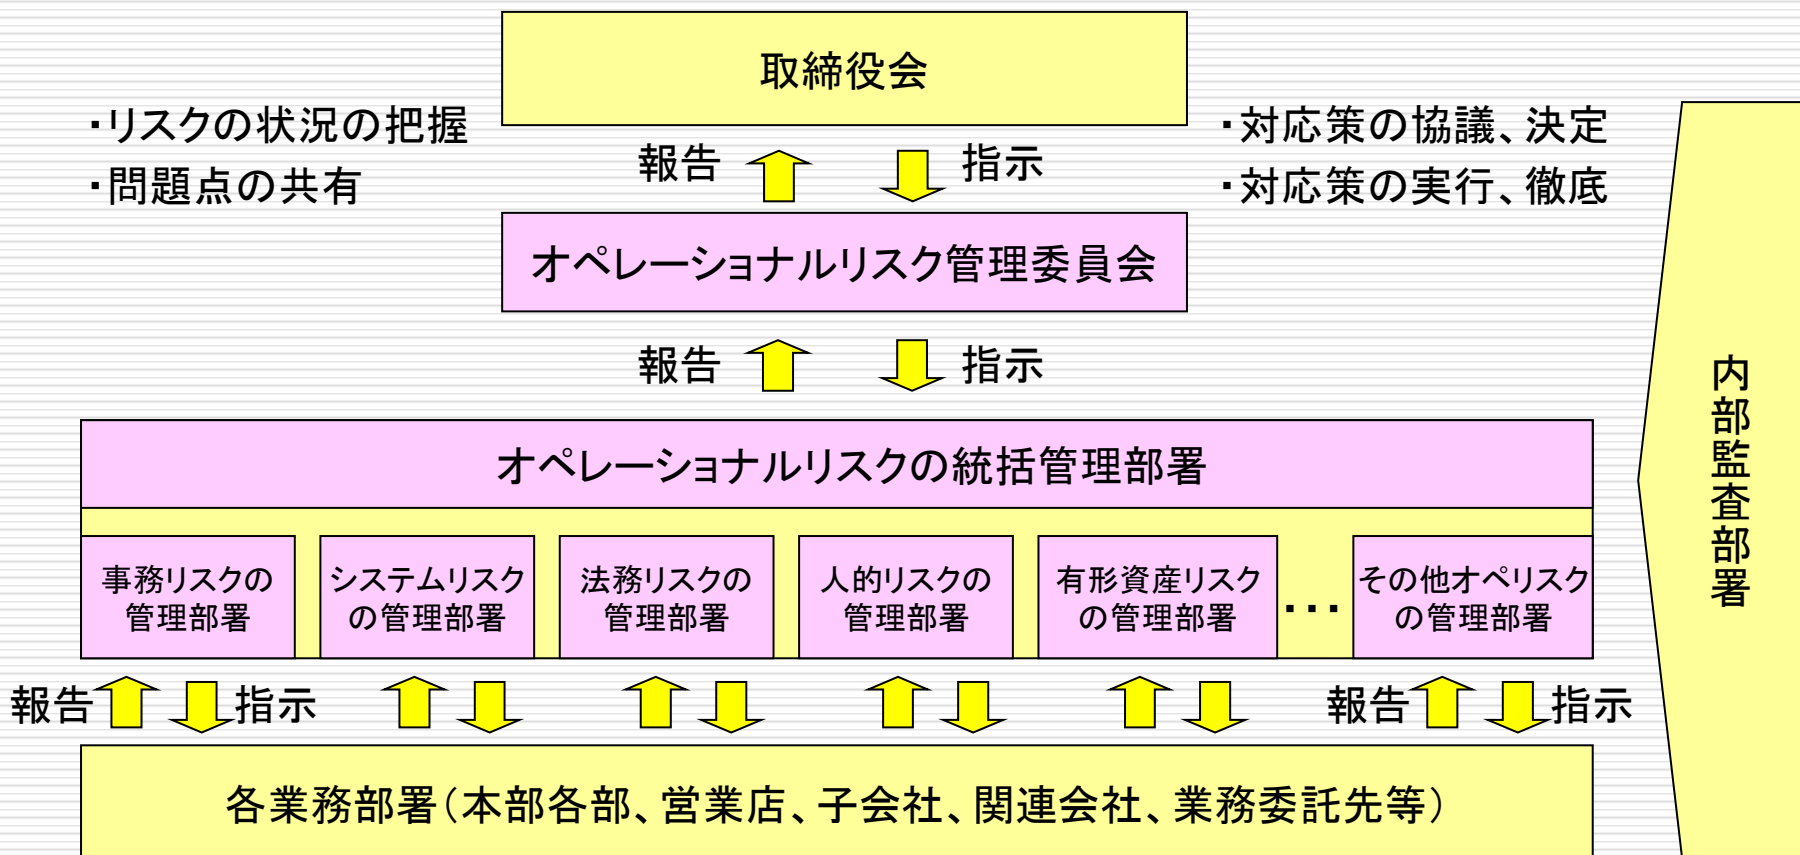 取締役会
・リスクの状況の把握
・問題点の共有
・対応策の協議、決定
・対応策の実行、徹底
報告
指示
オペレーショナルリスク管理委員会
報告
指示
オペレーショナルリスクの統括管理部署
事務リスクの
管理部署
システムリスク
の管理部署
法務リスクの
管理部署
人的リスクの
管理部署
有形資産リスク
の管理部署
・・・
その他オペリスク
の管理部署
報告
指示
報告
指示
各業務部署（本部各部、営業店、子会社、関連会社、業務委託先等）
内部監査部署